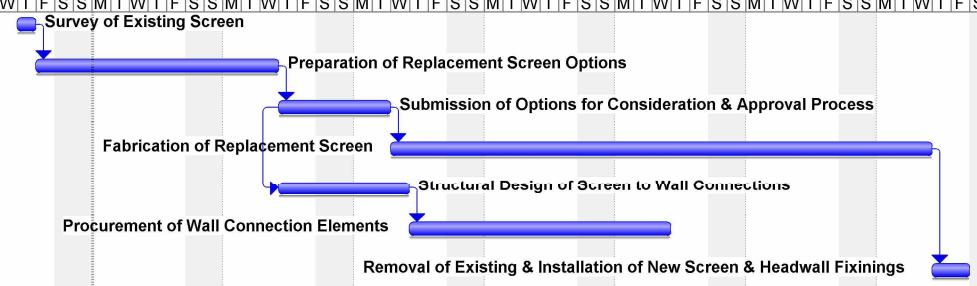 W T F S S M T W T F S S M T W T F S S M T W T F S S M T W T F S S M T W T F S S M T W T F S S M T W T F S
Survey of Existing Screen
Preparation of Replacement Screen Options
Submission of Options for Consideration & Approval Process
Fabrication of Replacement Screen
Structural Design of Screen to Wall Connections
Procurement of Wall Connection Elements
Removal of Existing & Installation of New Screen & Headwall Fixinings